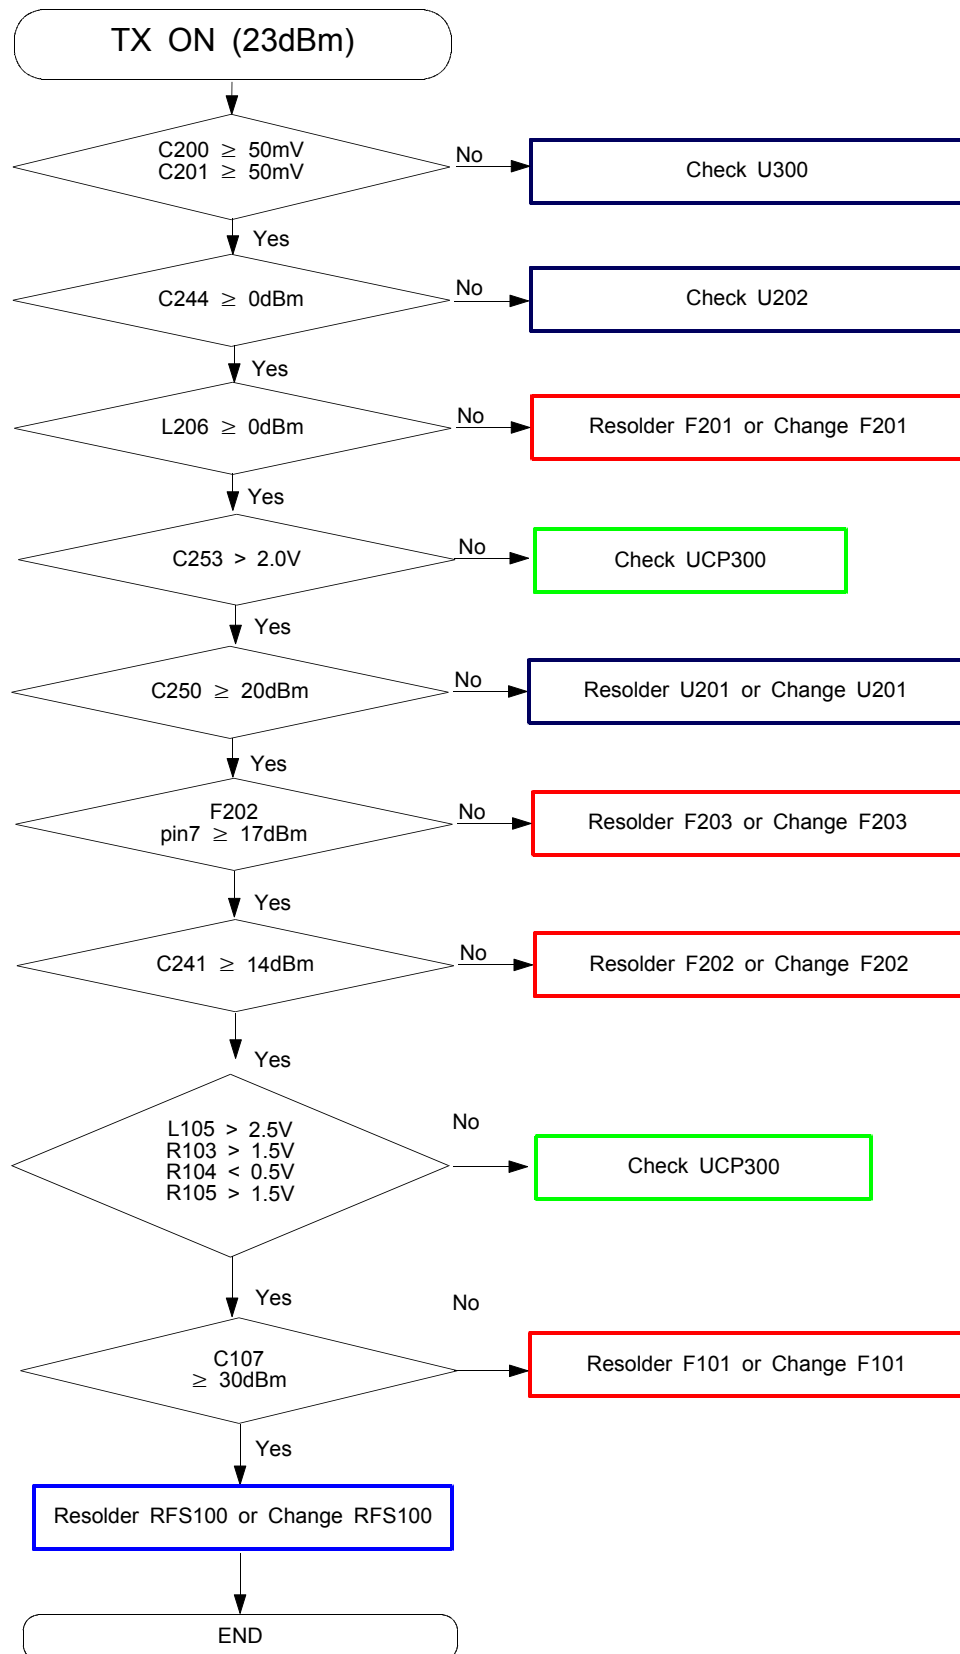 TX ON (23dBm)
C200 ≥ 50mV
C201 ≥ 50mV
No
Check U300
Yes
C244 ≥ 0dBm
No
Check U202
Yes
L206 ≥ 0dBm
No
Resolder F201 or Change F201
Yes
C253 > 2.0V
No
Check UCP300
Yes
C250 ≥ 20dBm
No
Resolder U201 or Change U201
Yes
F202
pin7 ≥ 17dBm
No
Resolder F203 or Change F203
Yes
C241 ≥ 14dBm
No
Resolder F202 or Change F202
Yes
L105 > 2.5V
R103 > 1.5V
R104 < 0.5V
R105 > 1.5V
No
Check UCP300
Yes
No
C107
≥ 30dBm
Resolder F101 or Change F101
Yes
Resolder RFS100 or Change RFS100
END